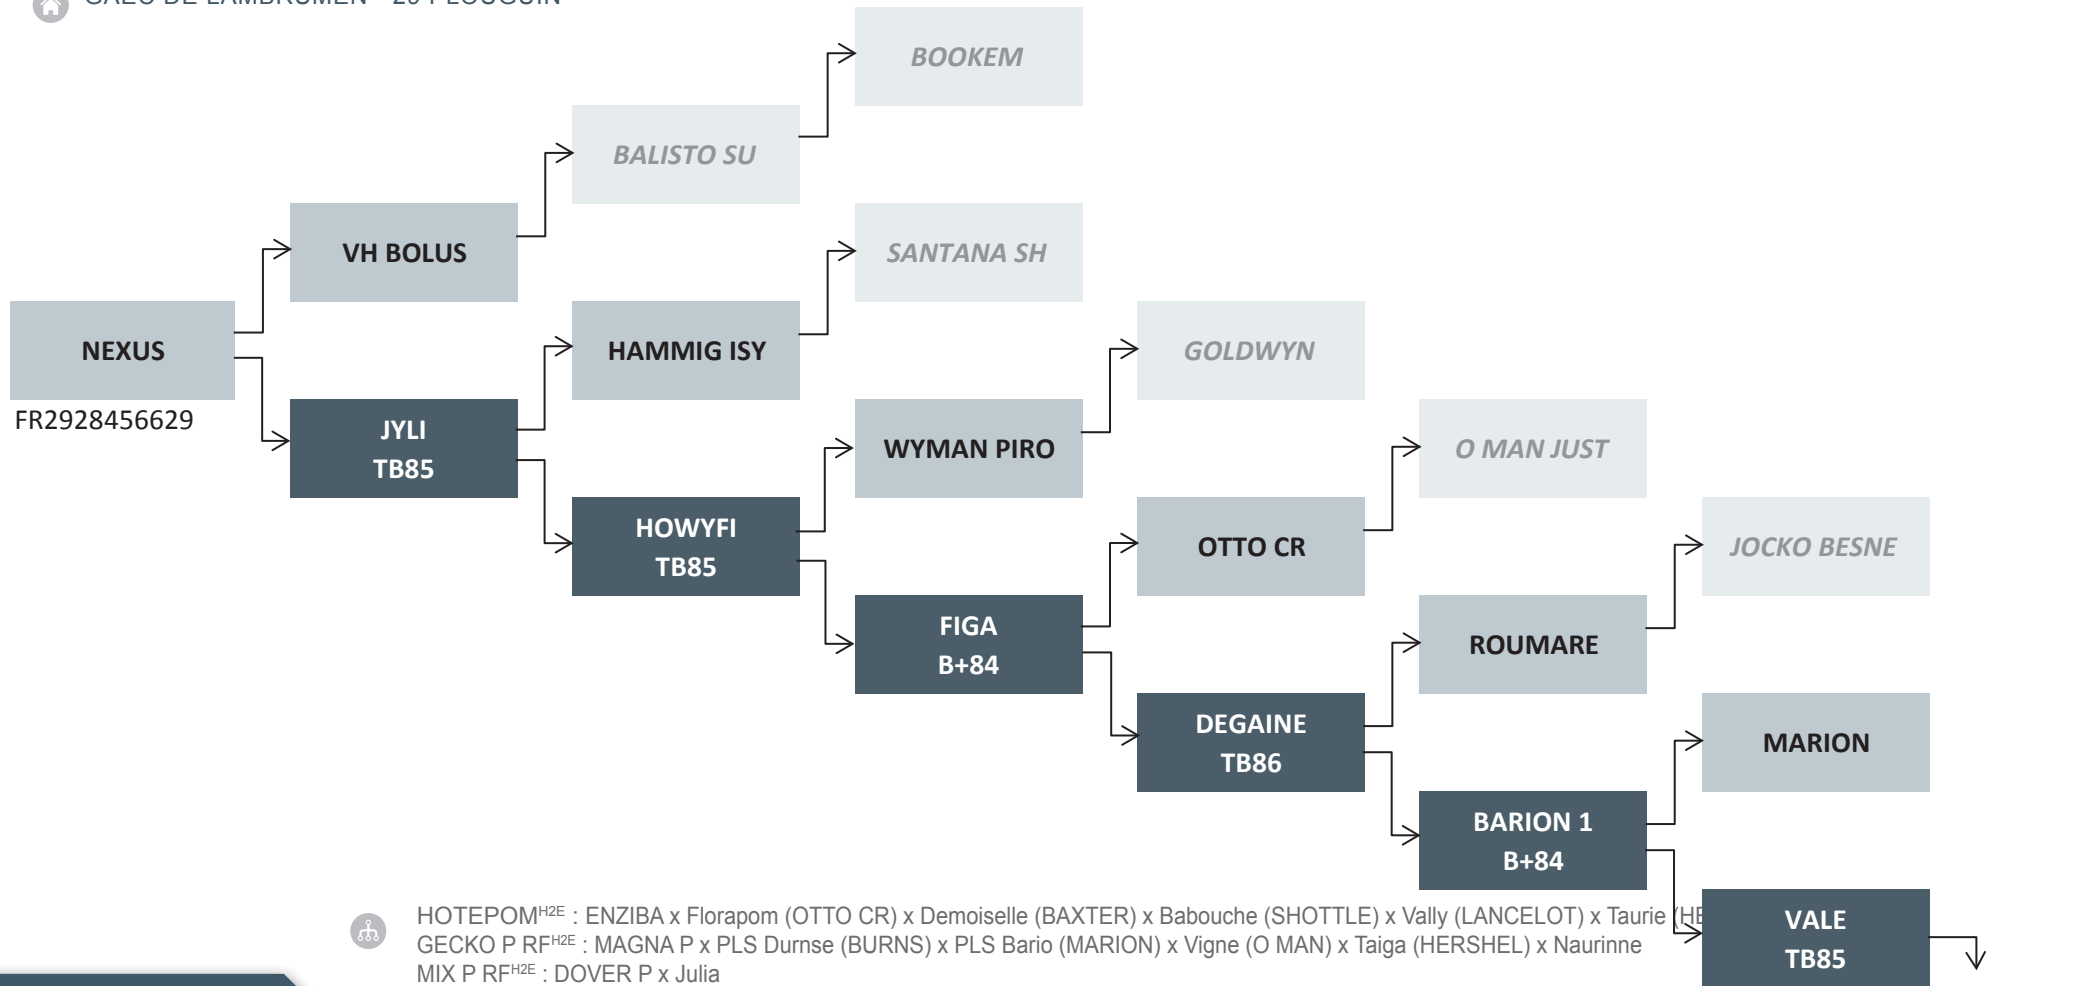 BOOKEM
BALISTO SU
VH BOLUS
SANTANA SH
NEXUS
FR2928456629
HAMMIG ISY
GOLDWYN
JYLI
TB85
WYMAN PIRO
O MAN JUST
HOWYFI
TB85
OTTO CR
JOCKO BESNE
FIGA
B+84
ROUMARE
DEGAINE
TB86
MARION
BARION 1
B+84
VALE
TB85
HOTEPOMH2E : ENZIBA x Florapom (OTTO CR) x Demoiselle (BAXTER) x Babouche (SHOTTLE) x Vally (LANCELOT) x Taurie
GECKO P RFH2E : MAGNA P x PLS Durnse (BURNS) x PLS Bario (MARION) x Vigne (O MAN) x Taiga (HERSHEL) x Naurinne
MIX P RFH2E : DOVER P x Julia